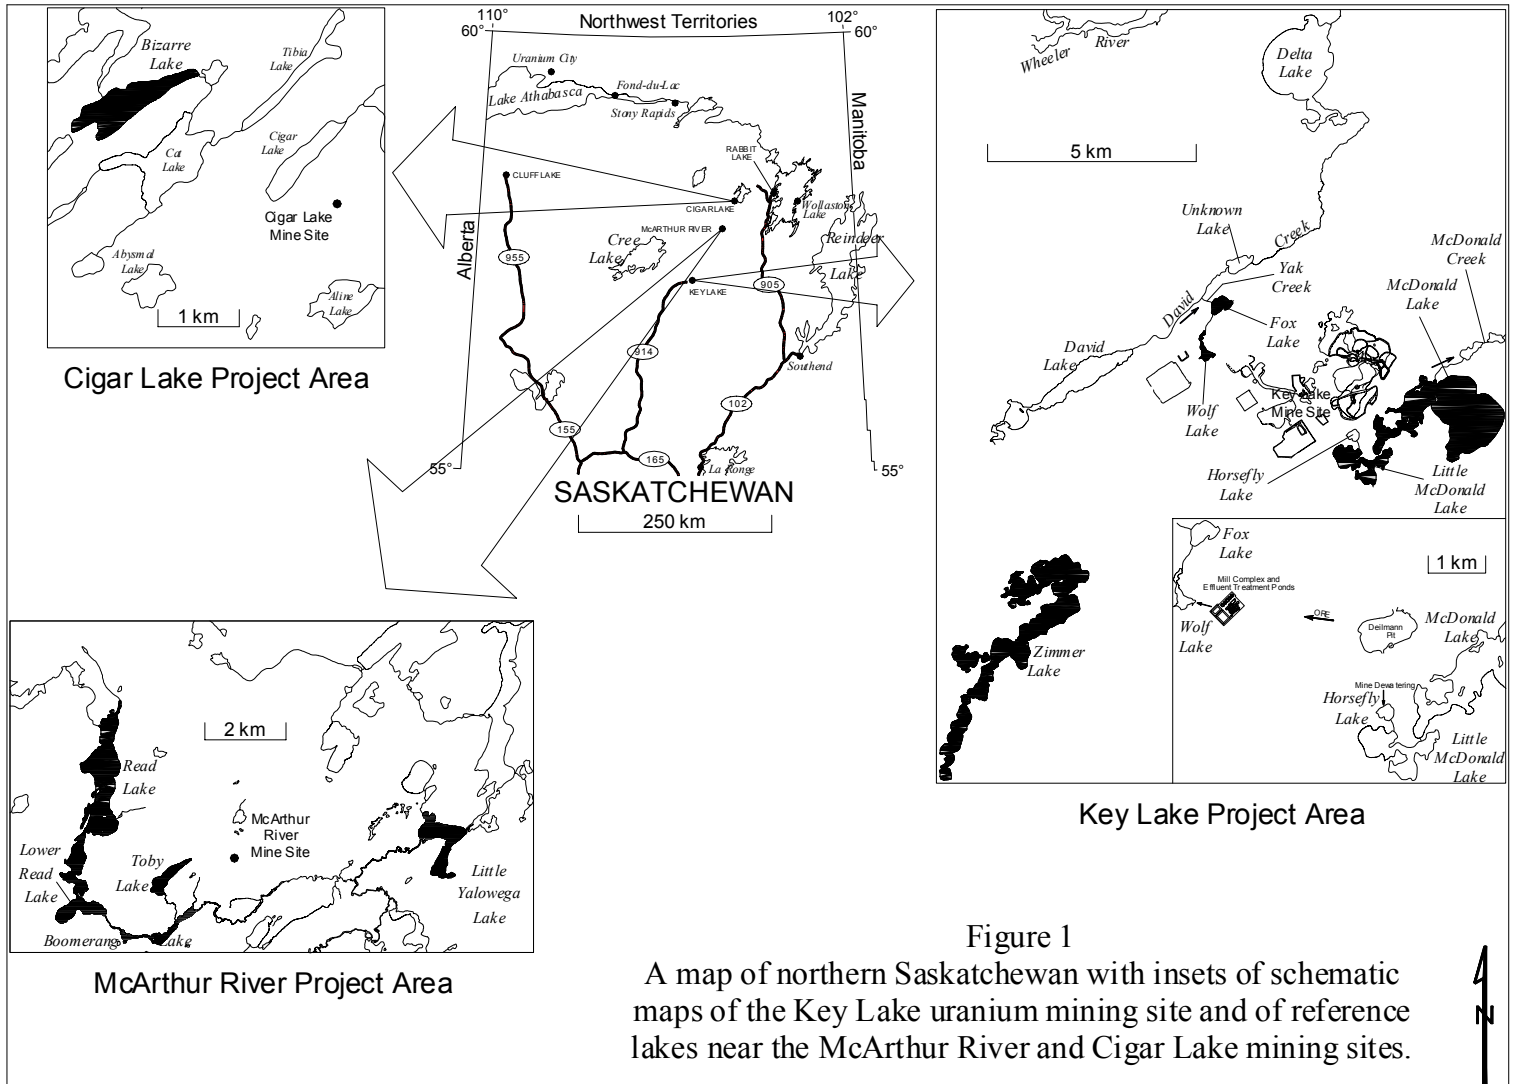 Bizarre
Lake
Tibia
Lake
Cat
Lake
Cigar
Lake
Cigar Lake
Mine Site
Abysmal
Lake
Aline
Lake
1 km
Cigar Lake Project Area
110°
Northwest Territories
102°
60°
60°
Uranium City
Fond-du-Lac
Lake Athabasca
Stony Rapids
Manitoba
RABBIT
LAKE
CLUFF LAKE
CIGAR LAKE
Wollaston
Lake
McARTHUR RIVER
Cree
Lake
Reindeer
Lake
Alberta
955
KEY LAKE
905
914
Southend
102
155
165
La Ronge
55°
55°
SASKATCHEWAN
250 km
Wheeler
River
Delta
Lake
5 km
Unknown
Lake
Creek
McDonald
Creek
Yak
Creek
McDonald
Lake
David
Fox
Lake
David
Lake
Key Lake
Mine Site
Wolf
Lake
Horsefly
Lake
Little
McDonald
Lake
Zimmer
Lake
Fox
Lake
1 km
Mill Complex and
Effluent Treatment Ponds
ORE
Wolf
Lake
Deilmann
Pit
McDonald
Lake
Mine Dewatering
Horsefly
Lake
Little
McDonald
Lake
Key Lake Project Area
2 km
Read
Lake
McArthur
River
Mine Site
Lower
Read
Lake
Toby
Lake
Little
Yalowega
Lake
Boomerang
Lake
McArthur River Project Area
Figure 1
A map of northern Saskatchewan with insets of schematic
maps of the Key Lake uranium mining site and of reference
lakes near the McArthur River and Cigar Lake mining sites.
N